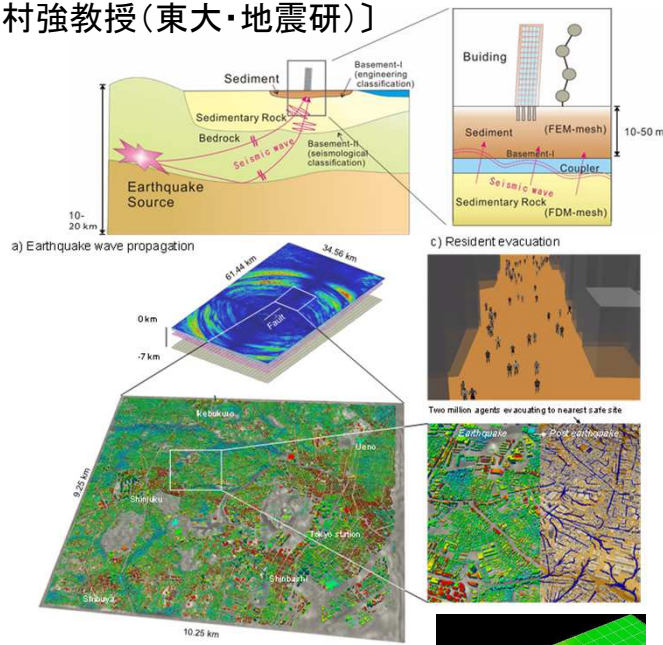 村強教授(東大・地震研)〕
Basement-I
(engineering
classification)
Sediment
Sedimentary Rock
Bedrock
Seismic wave
Basement-II
(seismological
classification)
Earthquake
Source
10-
20 km
Buiding
Sediment
(FEM-mesh)
10-50 m
Basement-I
Coupler
Seismic wave
Sedimentary Rock
(FDM-mesh)
a) Earthquake wave propagation
c) Resident evacuation
61.44 km
34.56 km
0 km
-7 km
Fault
Two million agents evacuating to nearest safe site
Earthquake
Post earthquake
Ikebukuro
Ueno
Shinjuku
Tokyo station
Shinbashi
Shibuya
9.25 km
10.25 km